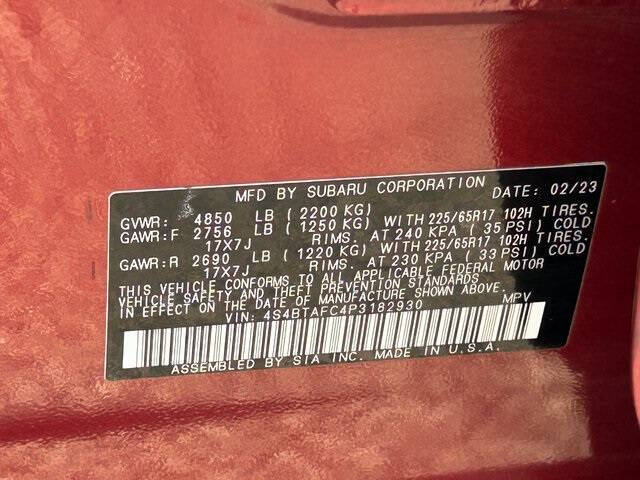 MFD BY SUBARU CORPORATION DATE: 02/23
GVWR: 4850 LB (2200 KG)
GAWR:F 2756 LB (1250 KG) WITH 225/65R17 102H TIRES.
17X7J RIMS. AT 240 KPA (35 PSI) COLD
GAWR:R 2690 LB (1220 KG) WITH 225/65R17 102H TIRES.
17X7J RIMS. AT 230 KPA (33 PSI) COLD
THIS VEHICLE CONFORMS TO ALL APPLICABLE FEDERAL MOTOR
VEHICLE SAFETY AND THEFT PREVENTION STANDARDS
IN EFFECT ON THE DATE OF MANUFACTURE SHOWN ABOVE.
VIN: 4S4BTAFC4P3182930 MPV
ASSEMBLED BY SIA INC. MADE IN U.S.A.